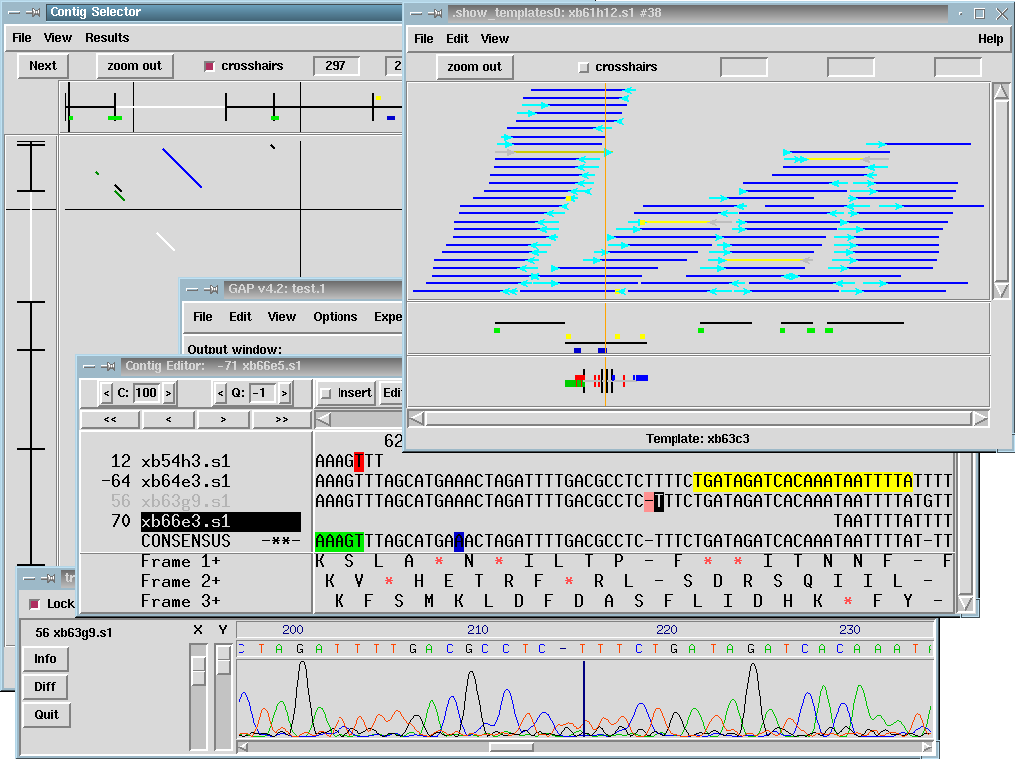 Contig Selector
File View Results
Next zoom out crosshairs 297 2
.show_templates0: xb61h12.s1 #38
File Edit View Help
zoom out crosshairs
Template: xb63c3
GAP v4.2: test.1
File Edit View Options Expe
Output window:
Contig Editor: -71 xb66e5.s1
< C: 100 > < Q: -1 > Insert Edi
<< < > >>
62
12 xb54h3.s1 AAAGTTT
-64 xb64e3.s1 AAAGTTTAGCATGAAACTAGATTTTGACGCCTCTTTTCTGATAGATCACAAATAATTTTATTTT
56 xb63g9.s1 AAAGTTTAGCATGAAACTAGATTTTGACGCCTC-TTTCTGATAGATCACAAATAATTTTATGTT
70 xb66e3.s1 TAATTTTATTTT
CONSENSUS -**- AAAGTTTAGCATGAAACTAGATTTTGACGCCTC-TTTCTGATAGATCACAAATAATTTTAT-TT
Frame 1+ K S L A * N * I L T P - F * * I T N N F - F
Frame 2+ K V * H E T R F * R L - S D R S Q I I L -
Frame 3+ K F S M K L D F D A S F L I D H K * F Y -
tr
Lock
56 xb63g9.s1 X Y
Info
Diff
Quit
200 210 220 230
C T A G A T T T T G A C G C C T C - T T T C T G A T A G A T C A C A A A T A